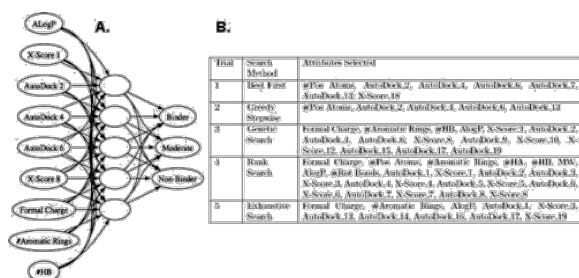 A.
B.
ALogP
X-Score 1
AutoDock 2
AutoDock 4
AutoDock 6
X-Score 8
Formal Charge
#Aromatic Rings
#HB
Binder
Moderate
Non-Binder
Trial Search Method Attributes Selected
1 Best First #Pos Atoms, AutoDock.2, AutoDock.4, AutoDock.6, AutoDock.7,
AutoDock.13, X-Score.18
2 Greedy Stepwise #Pos Atoms, AutoDock.2, AutoDock.4, AutoDock.6, AutoDock.13
3 Genetic Search Formal Charge, #Aromatic Rings, #HB, AlogP, X-Score.1, AutoDock.2,
AutoDock.4, AutoDock.6, X-Score.8, AutoDock.9, X-Score.10, X-
Score.12, AutoDock.15, AutoDock.17, AutoDock.19
4 Rank Search Formal Charge, #Pos Atoms, #Aromatic Rings, #HA, #HB, MW,
AlogP, #Rot Bonds, AutoDock.1, X-Score.1, AutoDock.2, AutoDock.3,
X-Score.3, AutoDock.4, X-Score.4, AutoDock.5, X-Score.5, AutoDock.6,
X-Score.6, AutoDock.7, X-Score.7, AutoDock.8, X-Score.8
5 Exhaustive Search Formal Charge, #Aromatic Rings, AlogP, AutoDock.1, X-Score.3,
AutoDock.13, AutoDock.14, AutoDock.16, AutoDock.17, X-Score.19